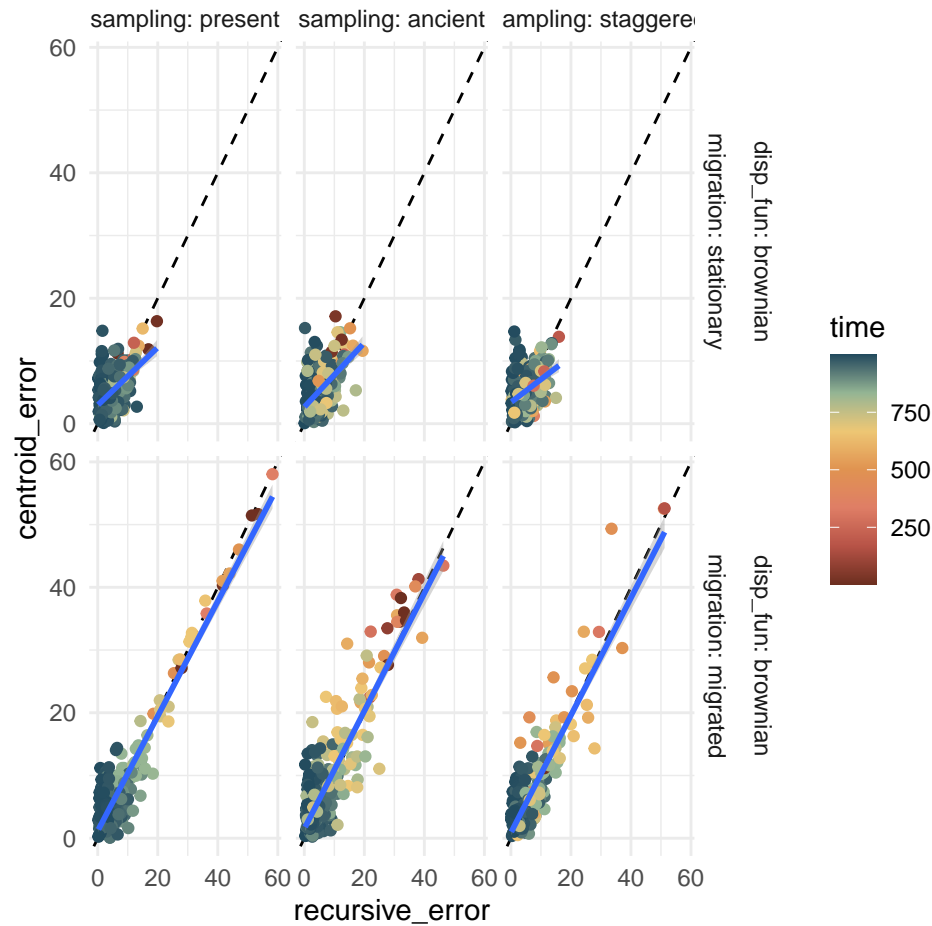 sampling: present
sampling: ancient
ampling: staggere
60
40
20
0
migration: stationary
disp_fun: brownian
60
40
20
0
migration: migrated
disp_fun: brownian
0 20 40 60
0 20 40 60
0 20 40 60
recursive_error
centroid_error
time
750
500
250